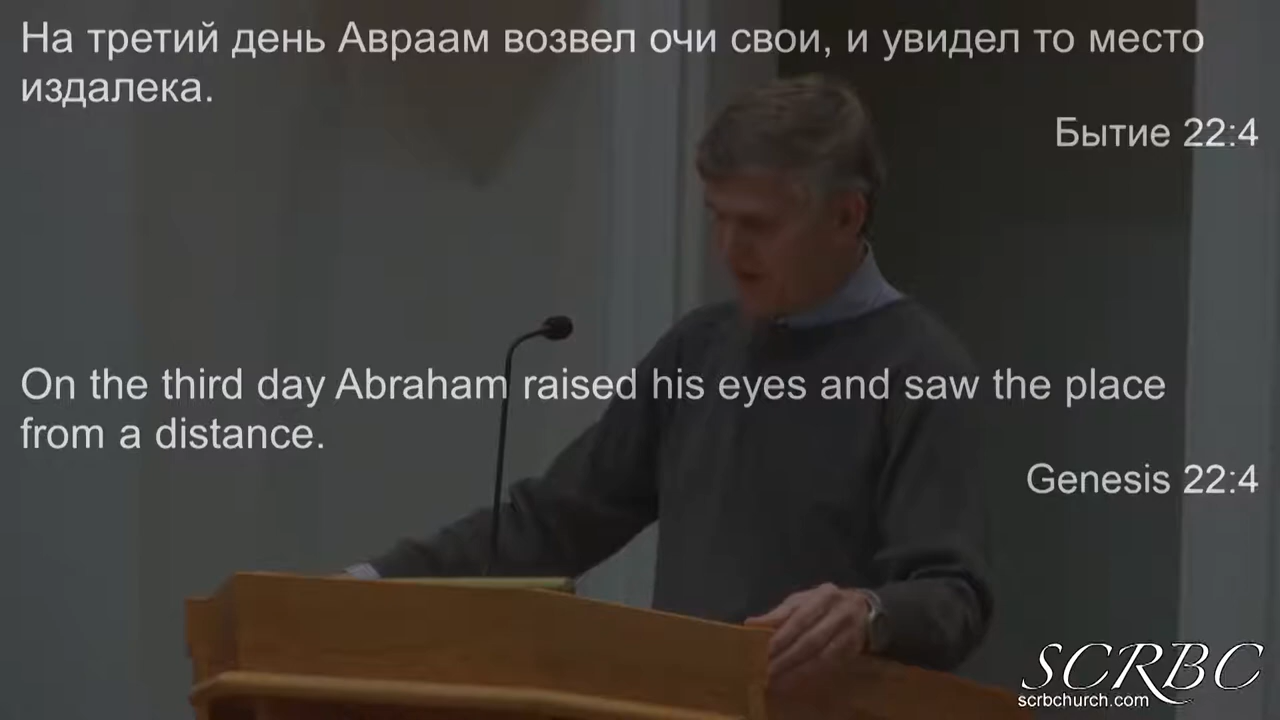 На третий день Авраам возвел очи свои, и увидел то место
издалека.
Бытие 22:4
On the third day Abraham raised his eyes and saw the place
from a distance.
Genesis 22:4
SCRBC
scrbchurch.com